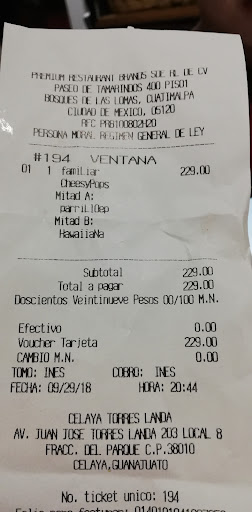 PREMIUM RESTAURANT BRANDS SDE RL DE CV
PASEO DE TAMARINDOS 400 PISO1
BOSQUES DE LAS LOMAS, CUATIMALPA
CIUDAD DE MEXICO, 05120
RFC PRB100802H20
PERSONA MORAL REGIMEN GENERAL DE LEY
#194 VENTANA
01 1 familiar 229.00
CheesyPops
Mitad A:
parrillDep
Mitad B:
HawaiiaNa
Subtotal 229.00
Total a pagar 229.00
Doscientos Veintinueve Pesos 00/100 M.N.
Efectivo 0.00
Voucher Tarjeta 229.00
CAMBIO M.N. 0.00
TOMO: INES COBRO: INES
FECHA: 09/29/18 HORA: 20:44
CELAYA TORRES LANDA
AV. JUAN JOSE TORRES LANDA 203 LOCAL 8
FRACC. DEL PARQUE C.P.38010
CELAYA,GUANAJUATO
No. ticket unico: 194